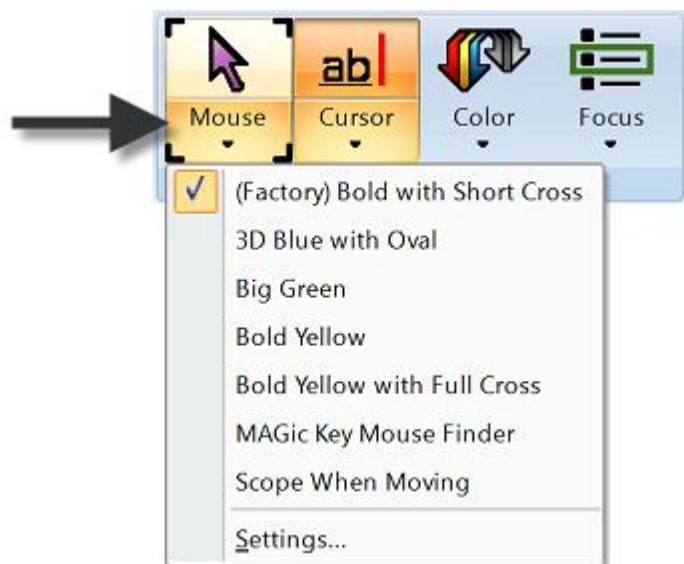 ab
Mouse Cursor Color Focus
(Factory) Bold with Short Cross
3D Blue with Oval
Big Green
Bold Yellow
Bold Yellow with Full Cross
MAGic Key Mouse Finder
Scope When Moving
Settings...